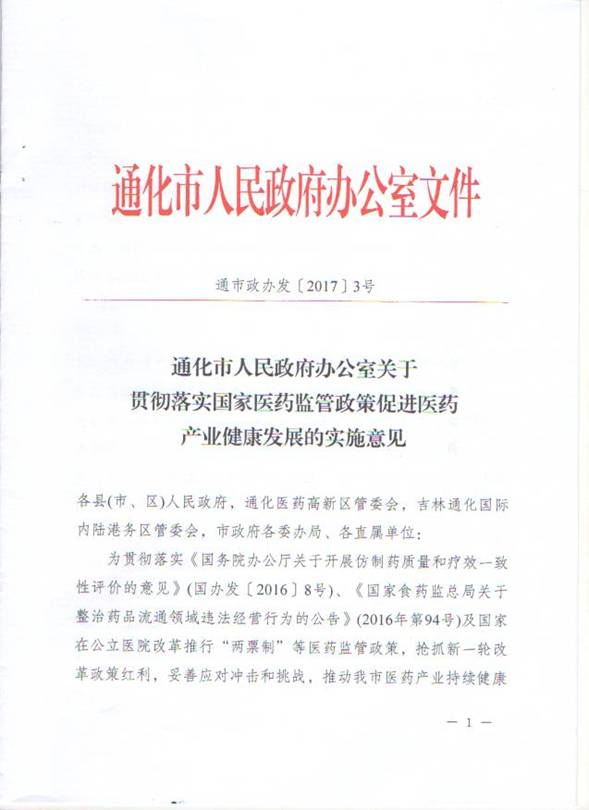 通化市人民政府办公室文件
通市政办发〔2017〕3号
通化市人民政府办公室关于
贯彻落实国家医药监管政策促进医药
产业健康发展的实施意见
各县(市、区)人民政府，通化医药高新区管委会，吉林通化国际
内陆港务区管委会，市政府各委办局、各直属单位：
为贯彻落实《国务院办公厅关于开展仿制药质量和疗效一致
性评价的意见》(国办发〔2016〕8号)、《国家食药监总局关于
整治药品流通领域违法经营行为的公告》(2016年第94号)及国家
在公立医院改革推行“两票制”等医药监管政策，抢抓新一轮改
革政策红利，妥善应对冲击和挑战，推动我市医药产业持续健康
— 1 —